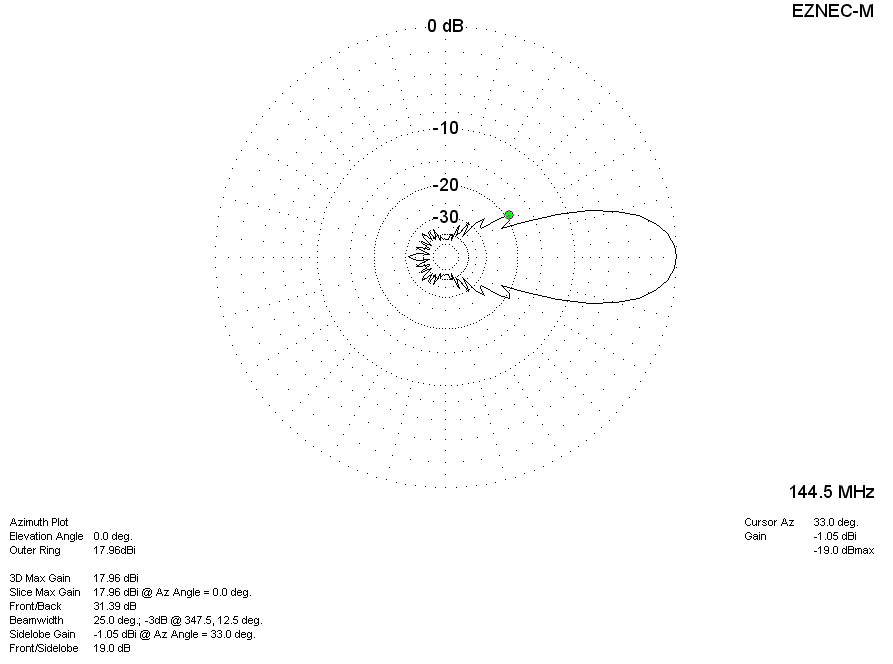 EZNEC-M
0 dB
-10
-20
-30
144.5 MHz
Azimuth Plot
Elevation Angle 0.0 deg.
Outer Ring 17.96dBi
Cursor Az 33.0 deg.
Gain -1.05 dBi
-19.0 dBmax
3D Max Gain 17.96 dBi
Slice Max Gain 17.96 dBi @ Az Angle = 0.0 deg.
Front/Back 31.39 dB
Beamwidth 25.0 deg.; -3dB @ 347.5, 12.5 deg.
Sidelobe Gain -1.05 dBi @ Az Angle = 33.0 deg.
Front/Sidelobe 19.0 dB